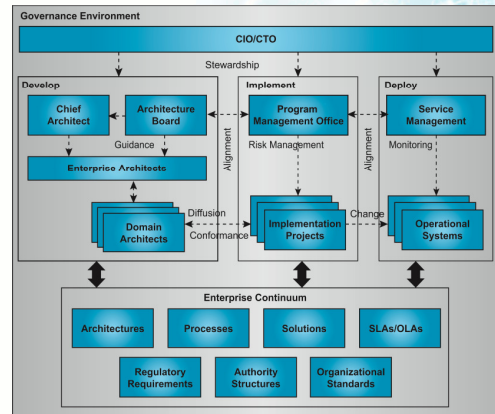 Governance Environment
CIO/CTO
Stewardship
Develop
Implement
Deploy
Chief
Architect
Architecture
Board
Program
Management Office
Service
Management
Guidance
Alignment
Risk Management
Alignment
Monitoring
Enterprise Architects
Diffusion
Conformance
Change
Domain
Architects
Implementation
Projects
Operational
Systems
Enterprise Continuum
Architectures
Processes
Solutions
SLAs/OLAs
Regulatory
Requirements
Authority
Structures
Organizational
Standards